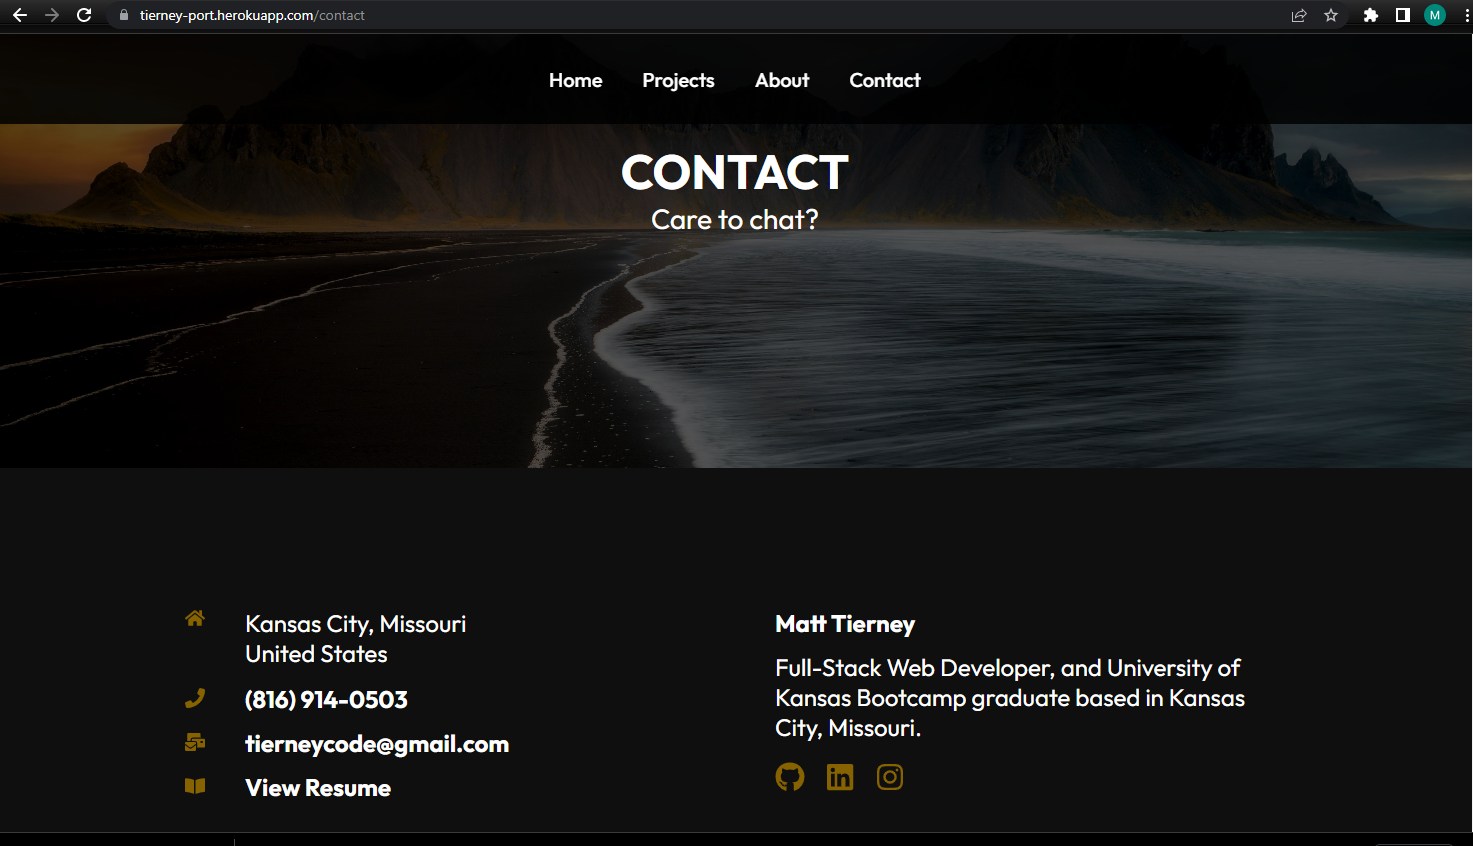 tierney-port.herokuapp.com/contact
M
Home Projects About Contact
CONTACT
Care to chat?
Kansas City, Missouri
United States
(816) 914-0503
tierneycode@gmail.com
View Resume
Matt Tierney
Full-Stack Web Developer, and University of
Kansas Bootcamp graduate based in Kansas
City, Missouri.